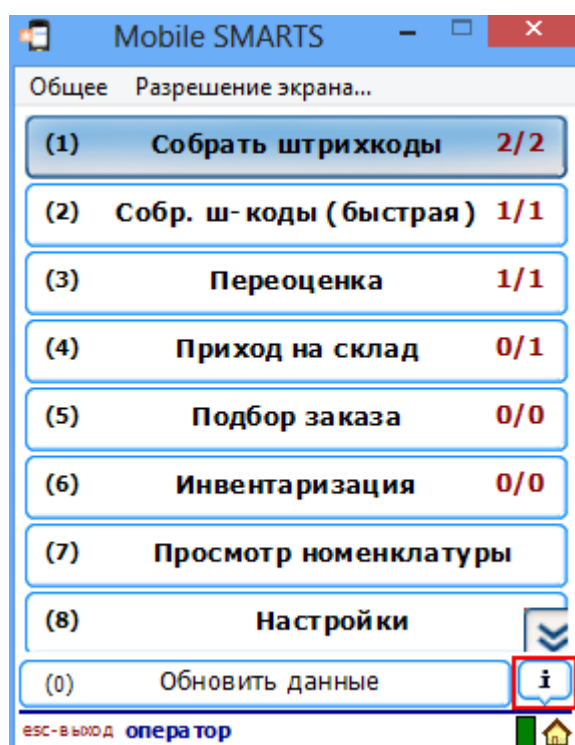 Mobile SMARTS
Общее Разрешение экрана...
(1) Собрать штрихкоды 2/2
(2) Собр. ш-коды (быстрая) 1/1
(3) Переоценка 1/1
(4) Приход на склад 0/1
(5) Подбор заказа 0/0
(6) Инвентаризация 0/0
(7) Просмотр номенклатуры
(8) Настройки
(0) Обновить данные i
esc-выход оператор